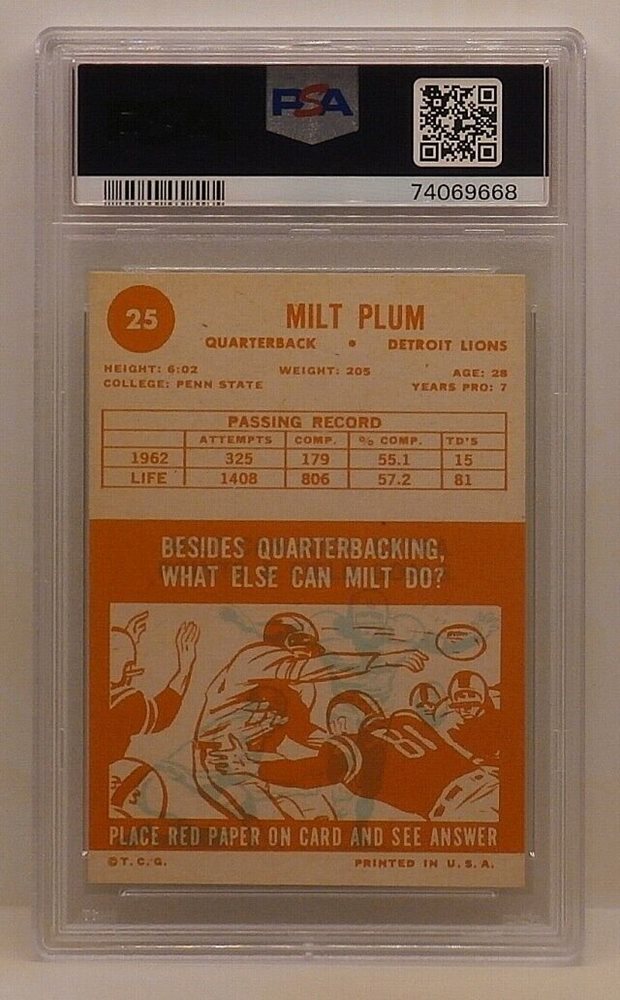 PSA
74069668
25
MILT PLUM
QUARTERBACK • DETROIT LIONS
HEIGHT: 6:02 WEIGHT: 205 AGE: 28
COLLEGE: PENN STATE YEARS PRO: 7
PASSING RECORD
ATTEMPTS COMP. % COMP. TD'S
1962 325 179 55.1 15
LIFE 1408 806 57.2 81
BESIDES QUARTERBACKING,
WHAT ELSE CAN MILT DO?
PLACE RED PAPER ON CARD AND SEE ANSWER
©T.C.G. PRINTED IN U.S.A.